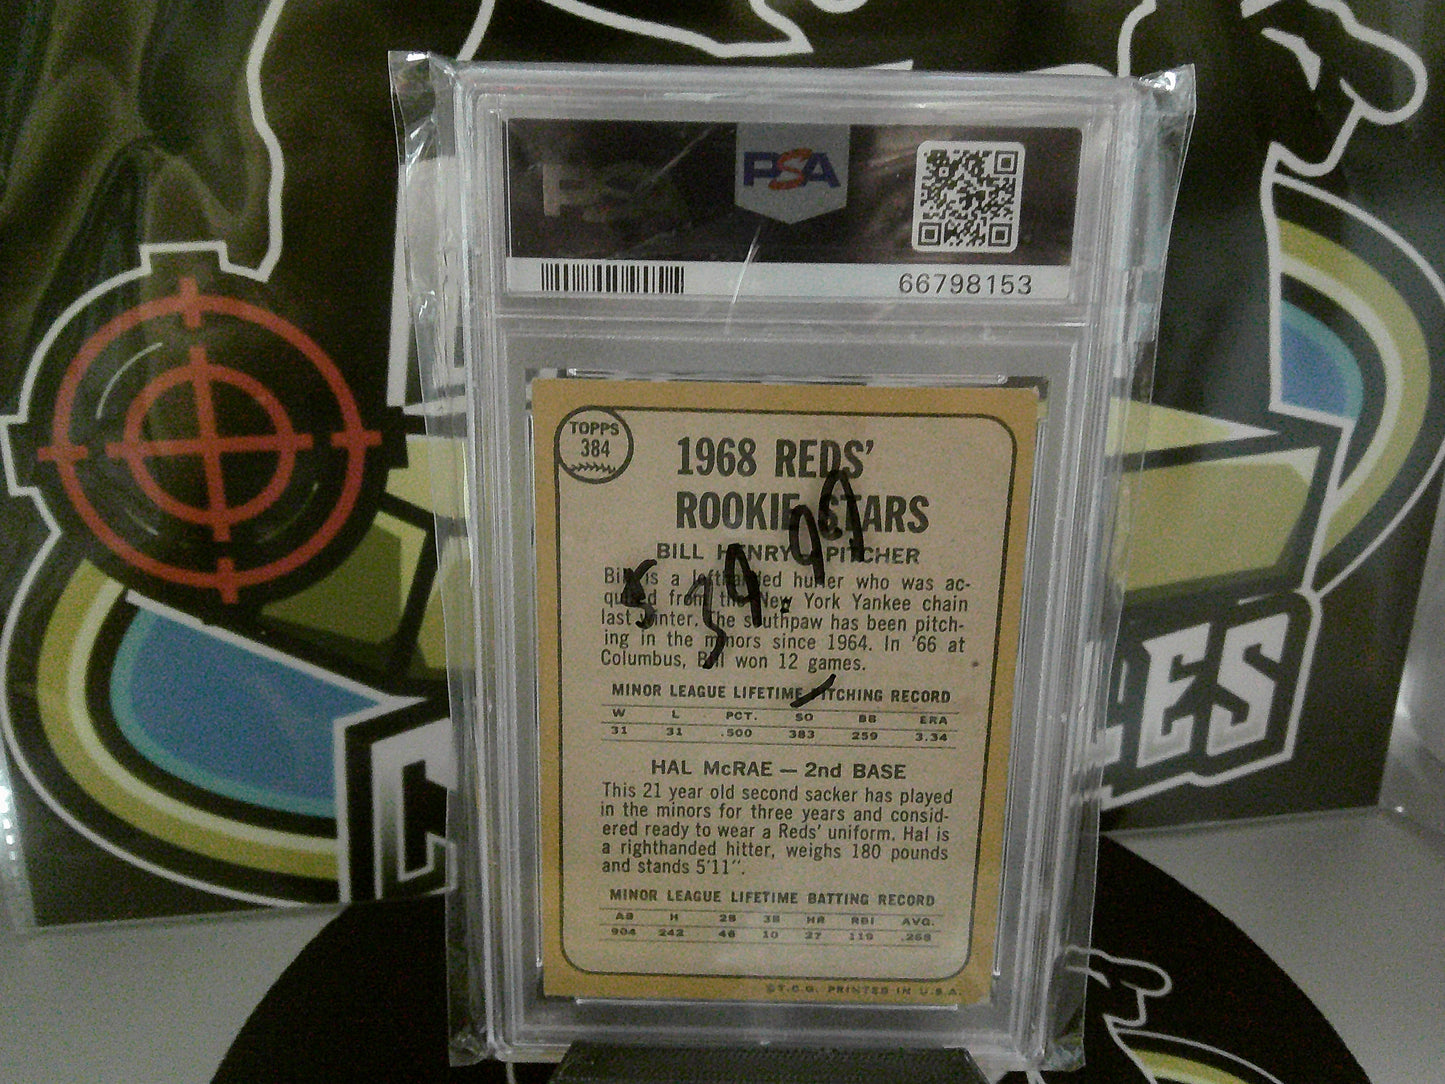 PSA
66798153
TOPPS
384
1968 REDS'
ROOKIE STARS
BILL HENRY — PITCHER
Bill is a lefthanded hurler who was ac-
quired from the New York Yankee chain
last winter. The southpaw has been pitch-
ing in the minors since 1964. In '66 at
Columbus, Bill won 12 games.
MINOR LEAGUE LIFETIME PITCHING RECORD
W L PCT. SO BB ERA
31 31 .500 383 259 3.34
HAL McRAE — 2nd BASE
This 21 year old second sacker has played
in the minors for three years and consid-
ered ready to wear a Reds' uniform. Hal is
a righthanded hitter, weighs 180 pounds
and stands 5'11".
MINOR LEAGUE LIFETIME BATTING RECORD
AB H 2B 3B HR RBI AVG.
904 242 46 10 27 119 .268
©T.C.G. PRINTED IN U.S.A.
$39.99